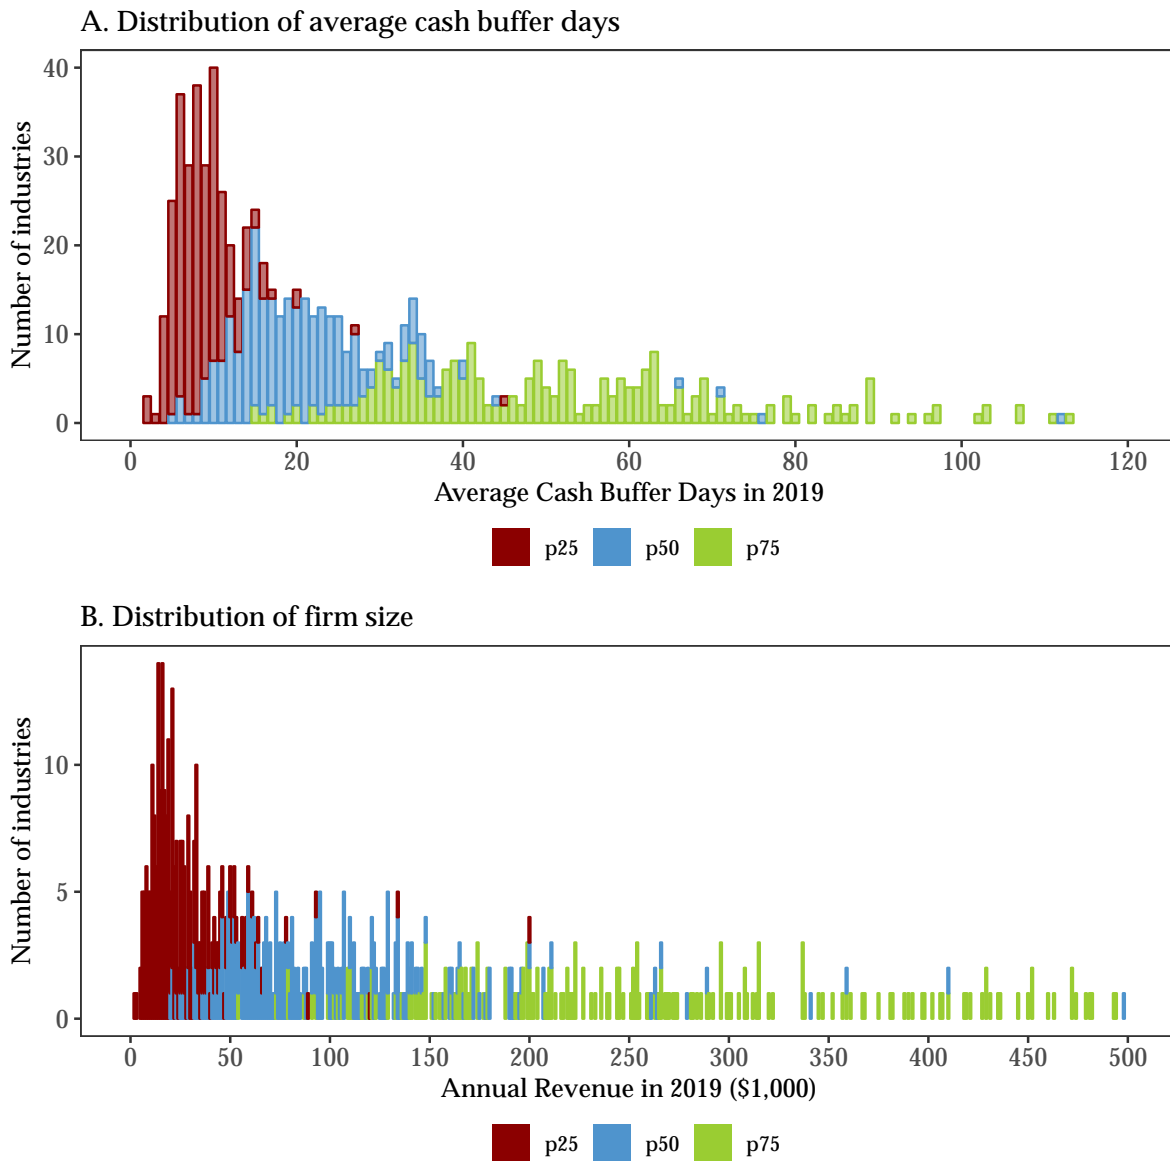 A. Distribution of average cash buffer days
40
30
20
10
0
Number of industries
0 20 40 60 80 100 120
Average Cash Buffer Days in 2019
p25 p50 p75
B. Distribution of firm size
10
5
0
Number of industries
0 50 100 150 200 250 300 350 400 450 500
Annual Revenue in 2019 ($1,000)
p25 p50 p75